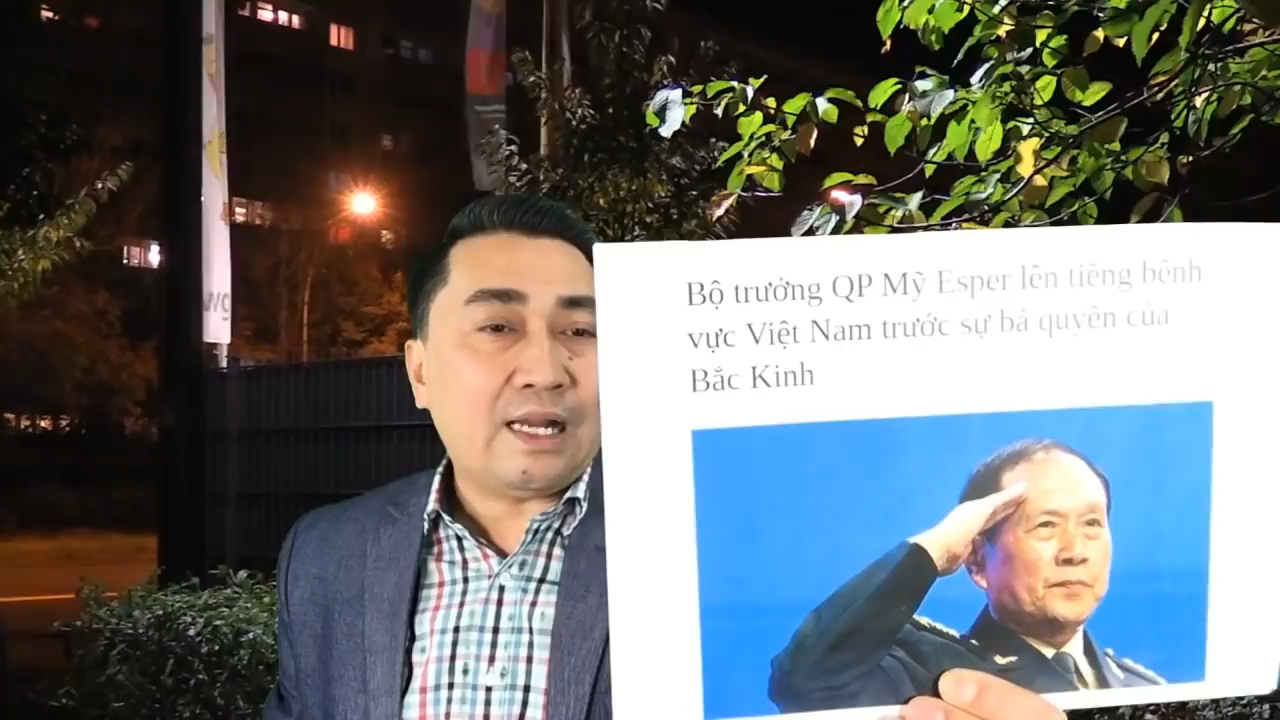 Bộ trưởng QP Mỹ Esper lên tiếng bênh
vực Việt Nam trước sự bá quyền của
Bắc Kinh